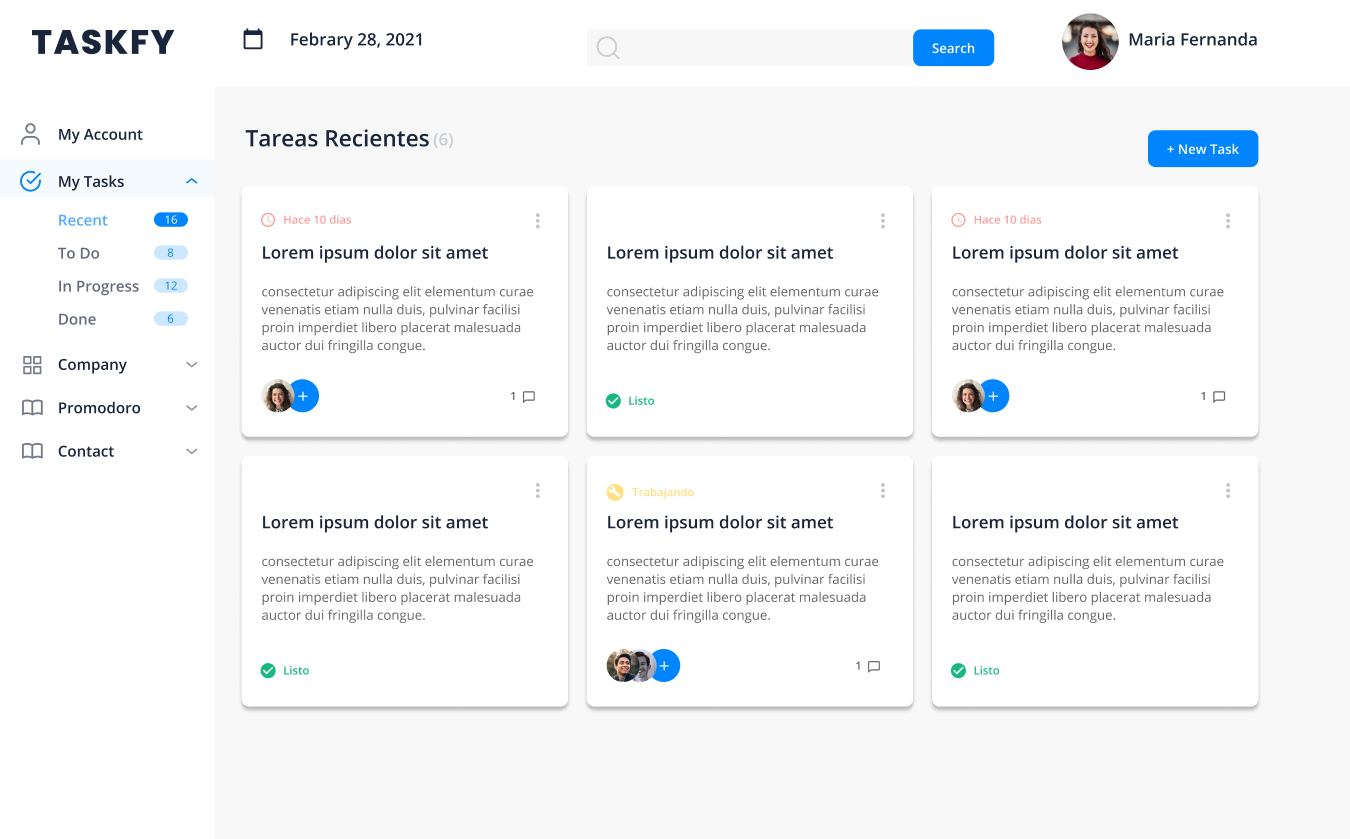 TASKFY
Febrary 28, 2021
Search
Maria Fernanda
My Account
My Tasks
Recent 16
To Do 8
In Progress 12
Done 6
Company
Promodoro
Contact
Tareas Recientes (6)
+ New Task
Hace 10 dias
Lorem ipsum dolor sit amet
consectetur adipiscing elit elementum curae
venenatis etiam nulla duis, pulvinar facilisi
proin imperdiet libero placerat malesuada
auctor dui fringilla congue.
+
1
Lorem ipsum dolor sit amet
consectetur adipiscing elit elementum curae
venenatis etiam nulla duis, pulvinar facilisi
proin imperdiet libero placerat malesuada
auctor dui fringilla congue.
Listo
Hace 10 dias
Lorem ipsum dolor sit amet
consectetur adipiscing elit elementum curae
venenatis etiam nulla duis, pulvinar facilisi
proin imperdiet libero placerat malesuada
auctor dui fringilla congue.
+
1
Lorem ipsum dolor sit amet
consectetur adipiscing elit elementum curae
venenatis etiam nulla duis, pulvinar facilisi
proin imperdiet libero placerat malesuada
auctor dui fringilla congue.
Listo
Trabajando
Lorem ipsum dolor sit amet
consectetur adipiscing elit elementum curae
venenatis etiam nulla duis, pulvinar facilisi
proin imperdiet libero placerat malesuada
auctor dui fringilla congue.
+
1
Lorem ipsum dolor sit amet
consectetur adipiscing elit elementum curae
venenatis etiam nulla duis, pulvinar facilisi
proin imperdiet libero placerat malesuada
auctor dui fringilla congue.
Listo